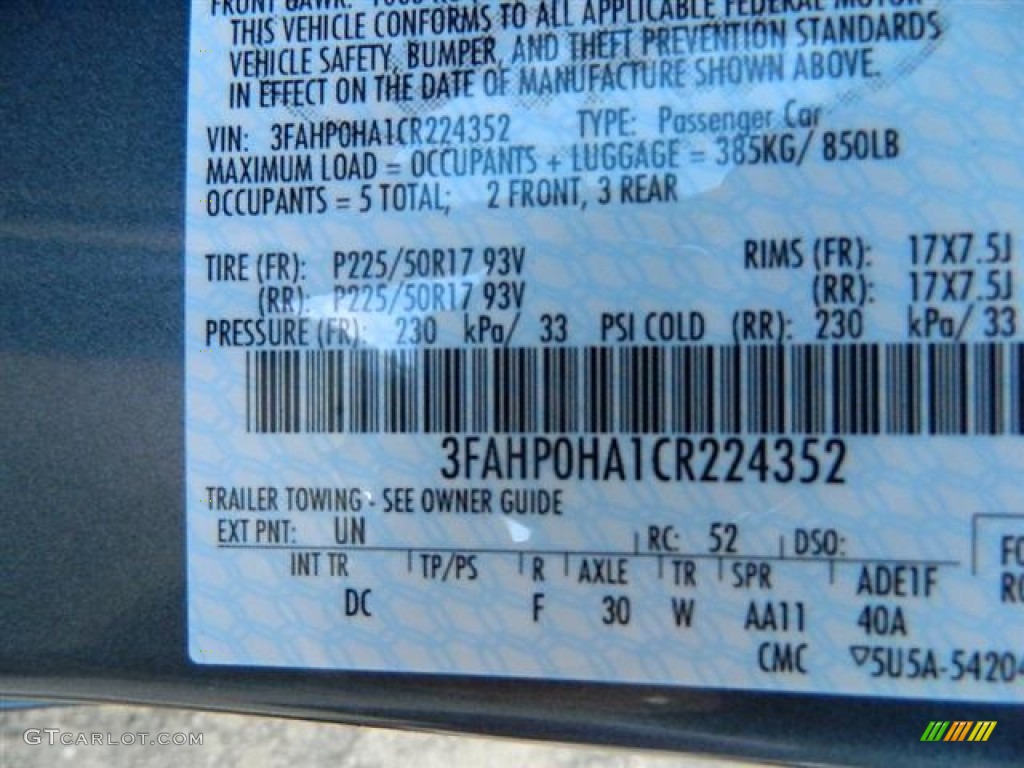 THIS VEHICLE CONFORMS TO ALL APPLICABLE FEDERAL MOTOR
VEHICLE SAFETY, BUMPER, AND THEFT PREVENTION STANDARDS
IN EFFECT ON THE DATE OF MANUFACTURE SHOWN ABOVE.
VIN: 3FAHP0HA1CR224352 TYPE: Passenger Car
MAXIMUM LOAD = OCCUPANTS + LUGGAGE = 385KG/ 850LB
OCCUPANTS = 5 TOTAL; 2 FRONT, 3 REAR
TIRE (FR): P225/50R17 93V RIMS (FR): 17X7.5J
(RR): P225/50R17 93V (RR): 17X7.5J
PRESSURE (FR): 230 kPa/ 33 PSI COLD (RR): 230 kPa/ 33
3FAHP0HA1CR224352
TRAILER TOWING - SEE OWNER GUIDE
EXT PNT: UN RC: 52 DSO:
INT TR TP/PS R AXLE TR SPR ADE1F
DC F 30 W AA11 40A
CMC ▽5U5A-54204
GTCARLOT.COM